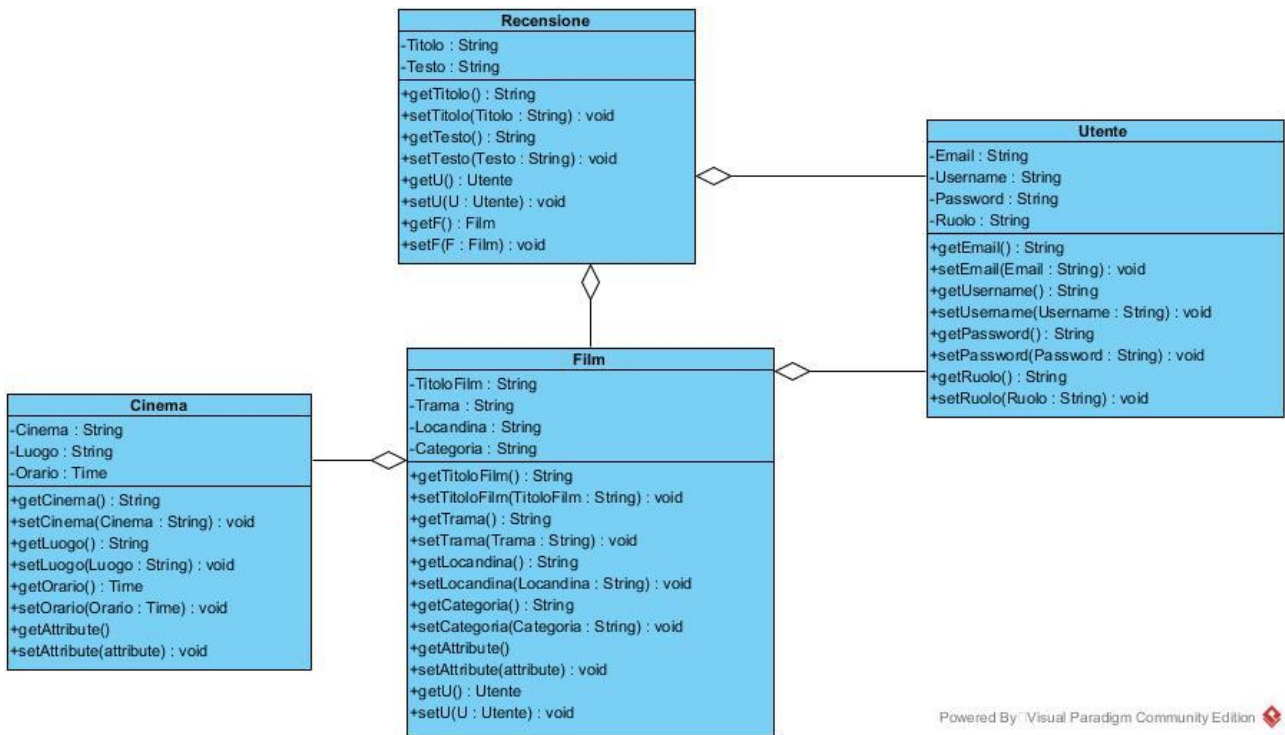 Recensione
-Titolo : String
-Testo : String
+getTitolo() : String
+setTitolo(Titolo : String) : void
+getTesto() : String
+setTesto(Testo : String) : void
+getU() : Utente
+setU(U : Utente) : void
+getF() : Film
+setF(F : Film) : void
Utente
-Email : String
-Username : String
-Password : String
-Ruolo : String
+getEmail() : String
+setEmail(Email : String) : void
+getUsername() : String
+setUsername(Username : String) : void
+getPassword() : String
+setPassword(Password : String) : void
+getRuolo() : String
+setRuolo(Ruolo : String) : void
Film
-TitoloFilm : String
-Trama : String
-Locandina : String
-Categoria : String
+getTitoloFilm() : String
+setTitoloFilm(TitoloFilm : String) : void
+getTrama() : String
+setTrama(Trama : String) : void
+getLocandina() : String
+setLocandina(Locandina : String) : void
+getCategoria() : String
+setCategoria(Categoria : String) : void
+getAttribute()
+setAttribute(attribute) : void
+getU() : Utente
+setU(U : Utente) : void
Cinema
-Cinema : String
-Luogo : String
-Orario : Time
+getCinema() : String
+setCinema(Cinema : String) : void
+getLuogo() : String
+setLuogo(Luogo : String) : void
+getOrario() : Time
+setOrario(Orario : Time) : void
+getAttribute()
+setAttribute(attribute) : void
Powered By Visual Paradigm Community Edition